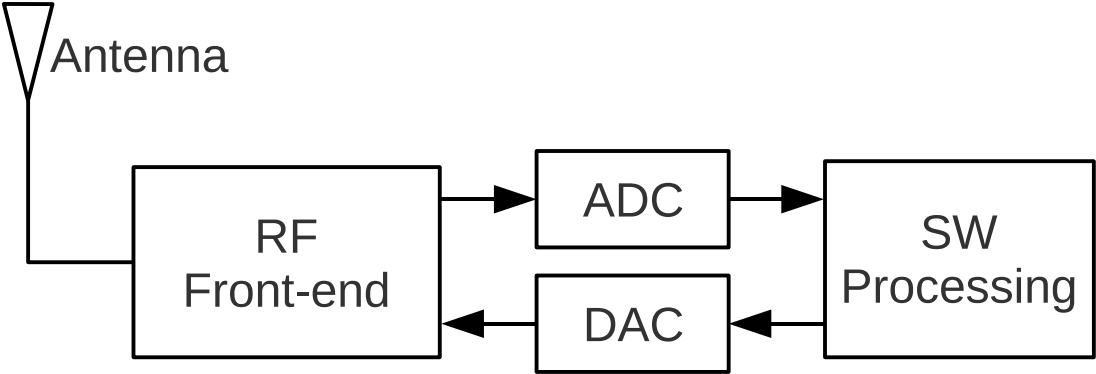 Antenna
RF
Front-end
ADC
DAC
SW
Processing